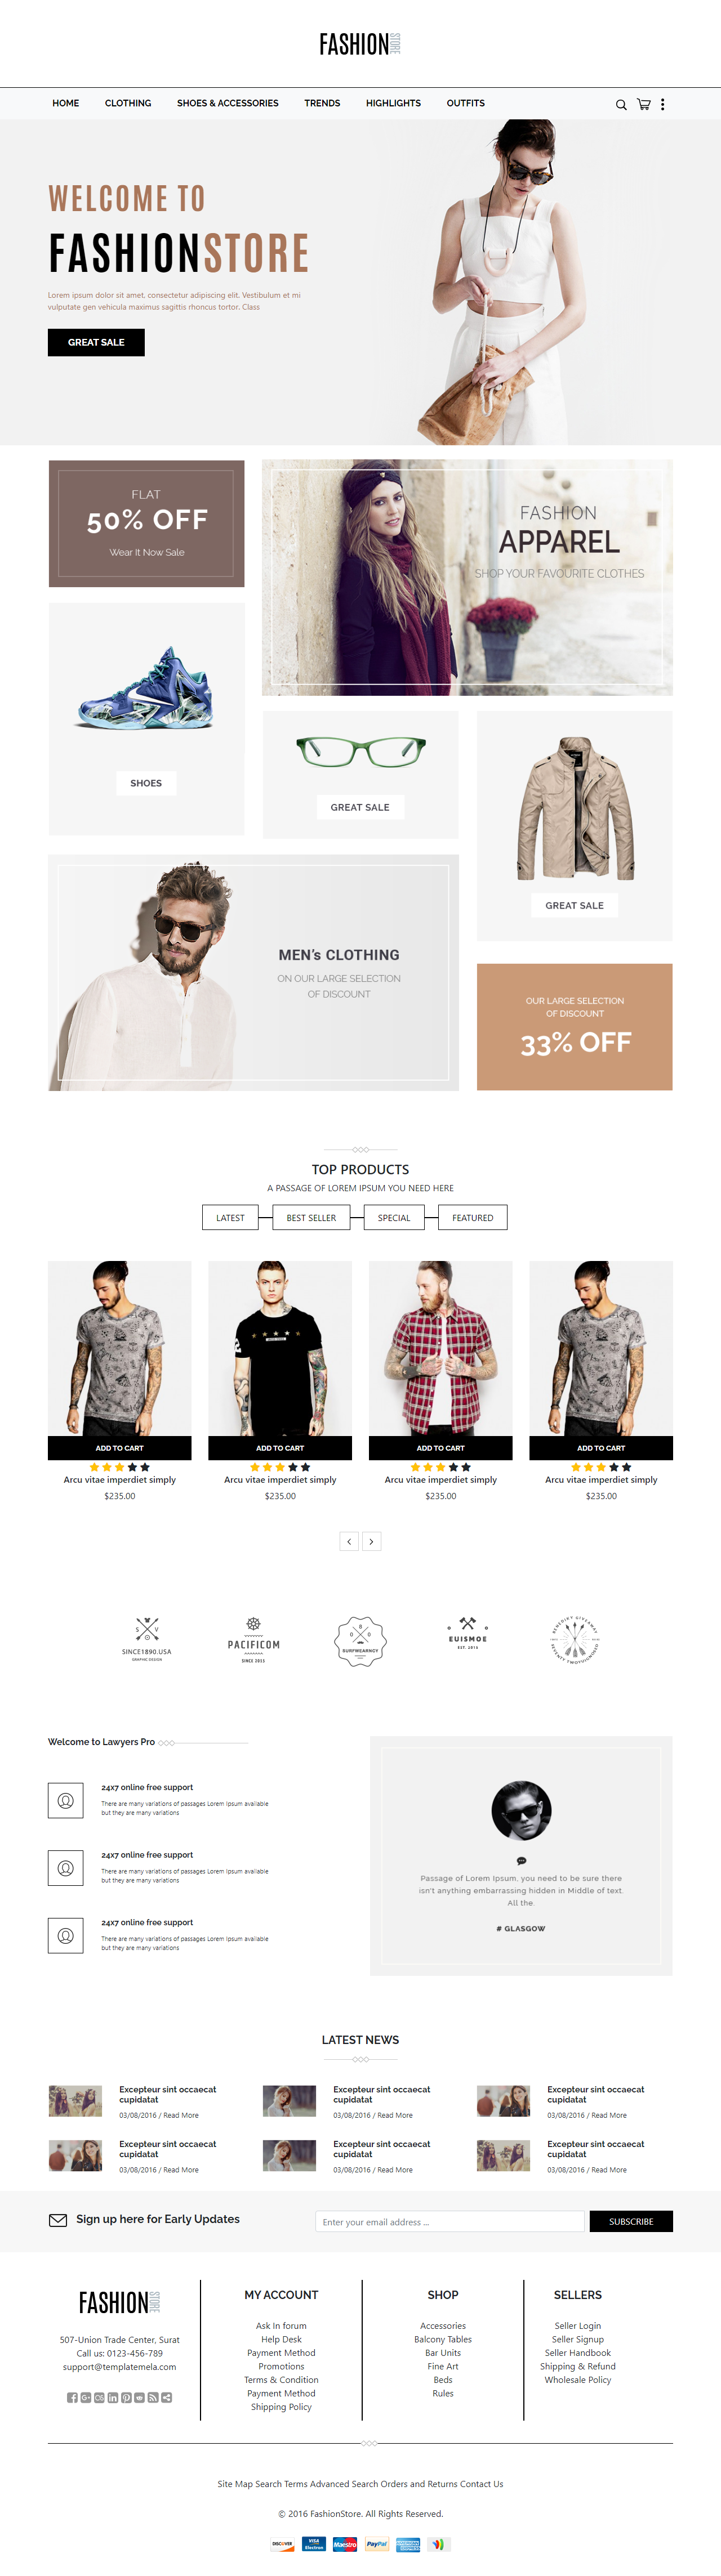 FASHION STORE
HOME CLOTHING SHOES & ACCESSORIES TRENDS HIGHLIGHTS OUTFITS
WELCOME TO
FASHIONSTORE
Lorem ipsum dolor sit amet, consectetur adipiscing elit. Vestibulum et mi
vulputate gen vehicula maximus sagittis rhoncus tortor. Class
GREAT SALE
FLAT
50% OFF
Wear It Now Sale
FASHION
APPAREL
SHOP YOUR FAVOURITE CLOTHES
SHOES
GREAT SALE
GREAT SALE
MEN's CLOTHING
ON OUR LARGE SELECTION
OF DISCOUNT
OUR LARGE SELECTION
OF DISCOUNT
33% OFF
TOP PRODUCTS
A PASSAGE OF LOREM IPSUM YOU NEED HERE
LATEST BEST SELLER SPECIAL FEATURED
ADD TO CART ADD TO CART ADD TO CART ADD TO CART
Arcu vitae imperdiet simply Arcu vitae imperdiet simply Arcu vitae imperdiet simply Arcu vitae imperdiet simply
$235.00 $235.00 $235.00 $235.00
S V
SINCE1890.USA
GRAPHIC DESIGN
PACIFICOM
SINCE 2011
SURFWEARNCY
EUISMOE
EST. 2015
Welcome to Lawyers Pro
24x7 online free support
There are many variations of passages Lorem Ipsum available
but they are many variations
24x7 online free support
There are many variations of passages Lorem Ipsum available
but they are many variations
24x7 online free support
There are many variations of passages Lorem Ipsum available
but they are many variations
Passage of Lorem Ipsum, you need to be sure there
isn't anything embarrassing hidden in Middle of text.
All the.
# GLASGOW
LATEST NEWS
Excepteur sint occaecat
cupidatat
03/08/2016 / Read More
Excepteur sint occaecat
cupidatat
03/08/2016 / Read More
Excepteur sint occaecat
cupidatat
03/08/2016 / Read More
Excepteur sint occaecat
cupidatat
03/08/2016 / Read More
Excepteur sint occaecat
cupidatat
03/08/2016 / Read More
Excepteur sint occaecat
cupidatat
03/08/2016 / Read More
Sign up here for Early Updates
Enter your email address ...
SUBSCRIBE
FASHION STORE
507-Union Trade Center, Surat
Call us: 0123-456-789
support@templatemela.com
MY ACCOUNT
Ask In forum
Help Desk
Payment Method
Promotions
Terms & Condition
Payment Method
Shipping Policy
SHOP
Accessories
Balcony Tables
Bar Units
Fine Art
Beds
Rules
SELLERS
Seller Login
Seller Signup
Seller Handbook
Shipping & Refund
Wholesale Policy
Site Map Search Terms Advanced Search Orders and Returns Contact Us
© 2016 FashionStore. All Rights Reserved.
DISCOVER VISA Electron Maestro PayPal